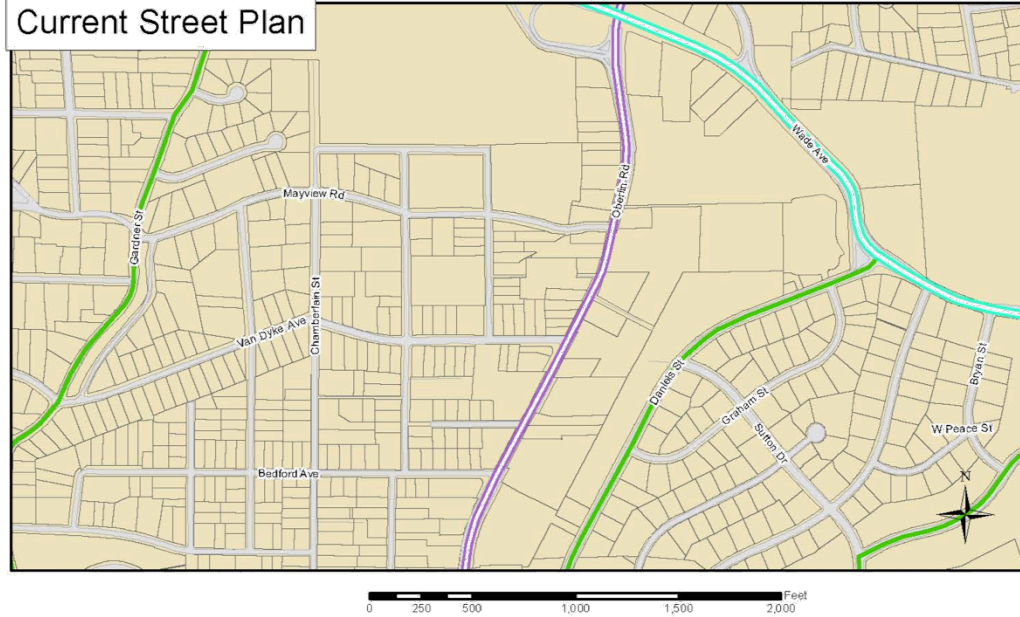 Current Street Plan
Wade Ave
Oberlin Rd
Mayview Rd
Gardner St
Chamberlain St
Van Dyke Ave
Daniels St
Bryan St
Graham St
W Peace St
Sutton Dr
Bedford Ave
N
Feet
0 250 500 1,000 1,500 2,000